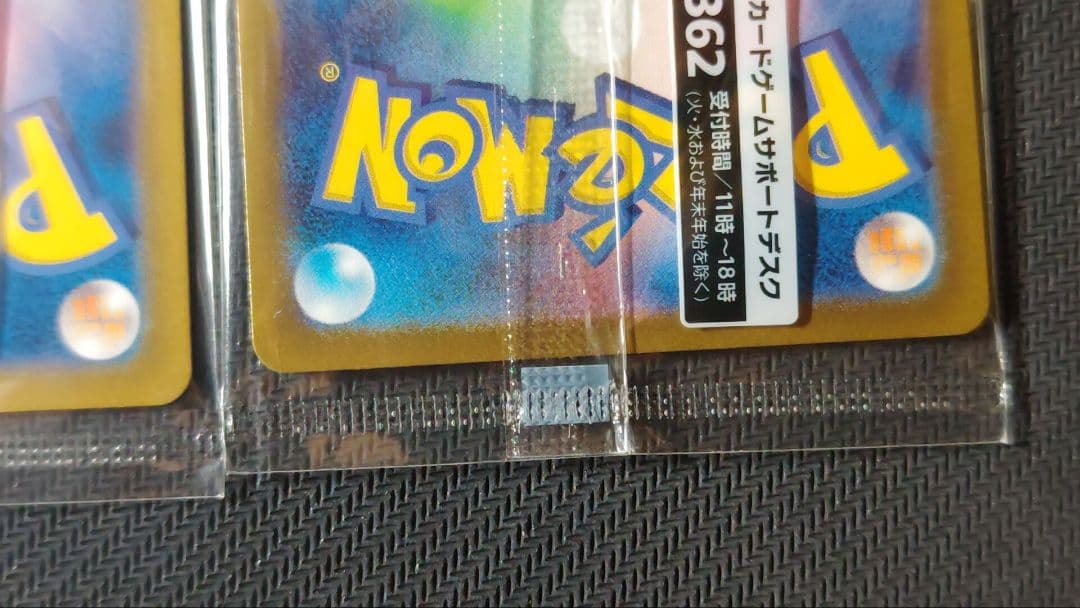 カードゲームサポートデスク
362
受付時間/11時~18時
(火・水および年末年始を除く)
POKéMON
®
P